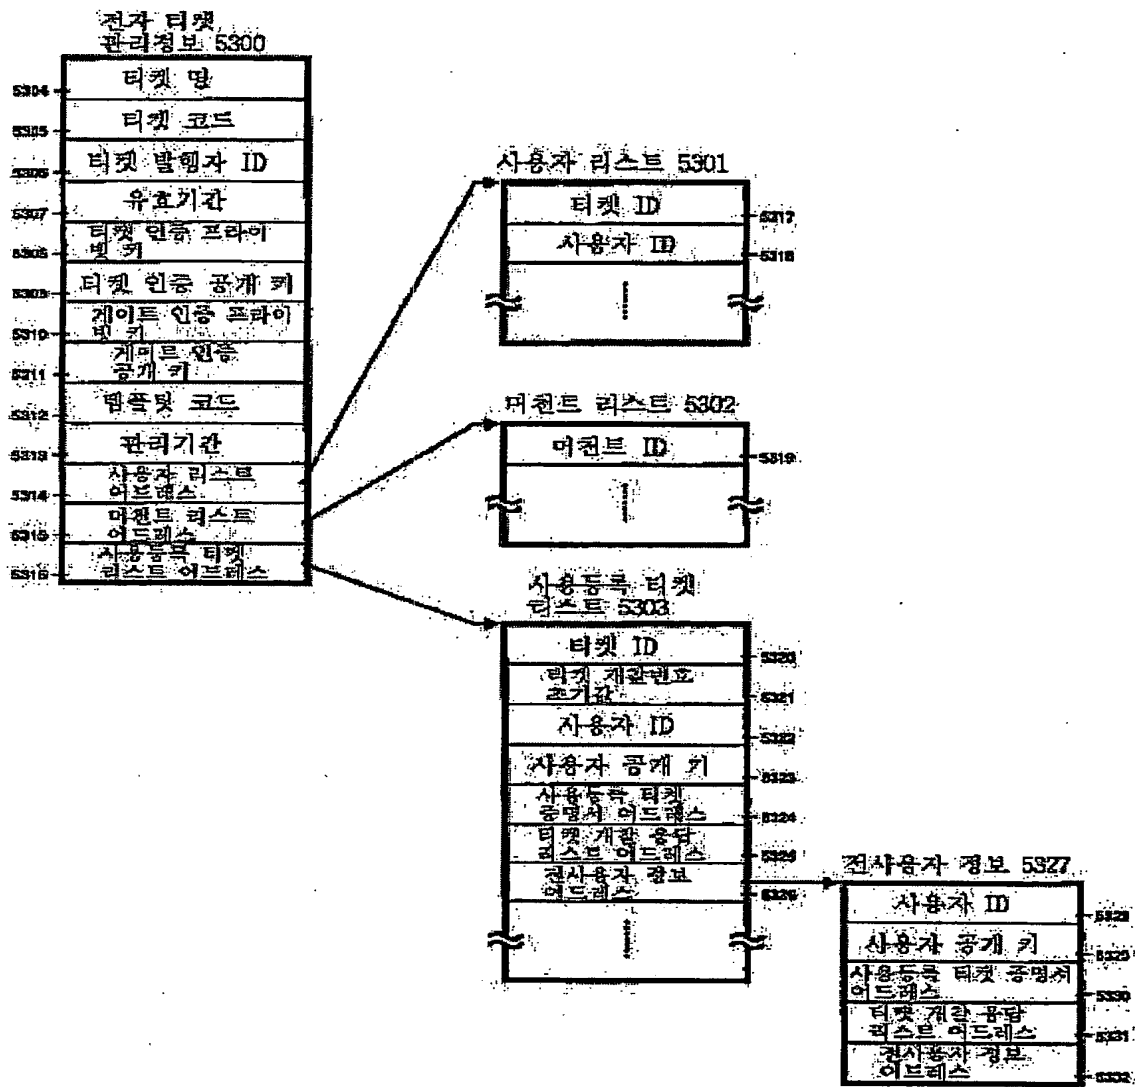 전자 티켓
관리정보 5300
티켓 명
5304
티켓 코드
5305
티켓 발행자 ID
5306
유효기간
5307
티켓 인증 프라이
빗 키
5308
티켓 인증 공개 키
5309
게이트 인증 프라이
빗 키
5310
게이트 인증
공개 키
5311
템플릿 코드
5312
관리기간
5313
사용자 리스트
어드레스
5314
머천트 리스트
어드레스
5315
사용등록 티켓
리스트 어드레스
5316
사용자 리스트 5301
티켓 ID
5317
사용자 ID
5318
머천트 리스트 5302
머천트 ID
5319
사용등록 티켓
리스트 5303
티켓 ID
5320
티켓 개찰번호
초기값
5321
사용자 ID
5322
사용자 공개 키
5323
사용등록 티켓
증명서 어드레스
5324
티켓 개찰 응답
리스트 어드레스
5325
전사용자 정보
어드레스
5326
전사용자 정보 5327
사용자 ID
5328
사용자 공개 키
5329
사용등록 티켓 증명서
어드레스
5330
티켓 개찰 응답
리스트 어드레스
5331
전사용자 정보
어드레스
5332